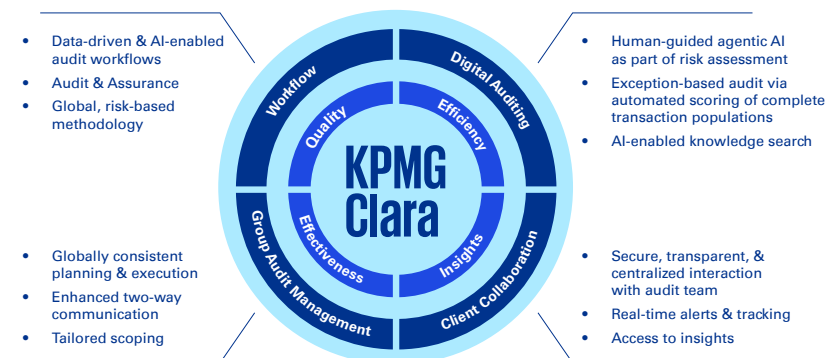 • Data-driven & AI-enabled
audit workflows
• Audit & Assurance
• Global, risk-based
methodology
• Human-guided agentic AI
as part of risk assessment
• Exception-based audit via
automated scoring of complete
transaction populations
• AI-enabled knowledge search
Workflow
Digital Auditing
Quality
Efficiency
KPMG
Clara
Effectiveness
Insights
Group Audit Management
Client Collaboration
• Globally consistent
planning & execution
• Enhanced two-way
communication
• Tailored scoping
• Secure, transparent, &
centralized interaction
with audit team
• Real-time alerts & tracking
• Access to insights